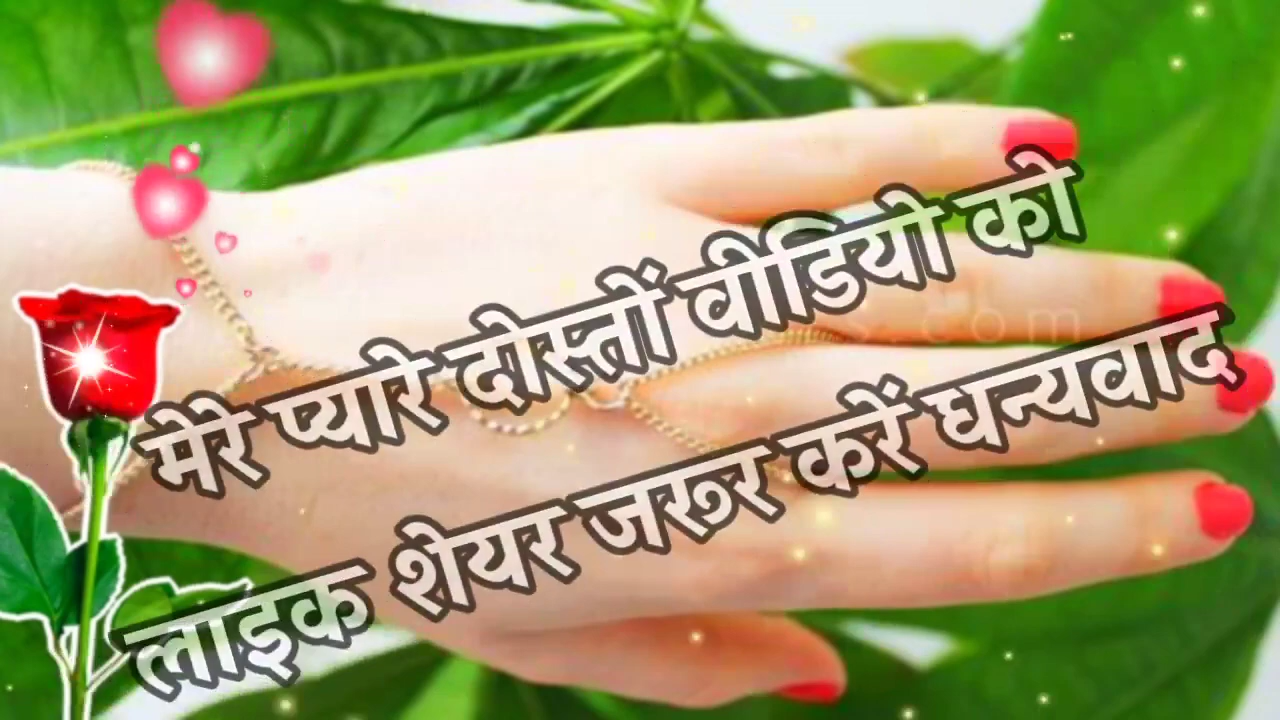 मेरे प्यारे दोस्तों वीडियो को
लाइक शेयर जरूर करें धन्यवाद